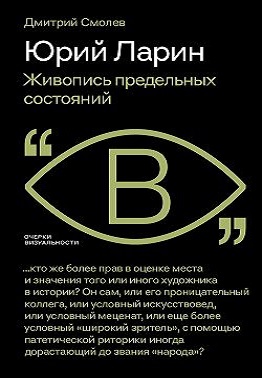 Дмитрий Смолев
Юрий Ларин
Живопись предельных
состояний
“
В
”
ОЧЕРКИ
ВИЗУАЛЬНОСТИ
...кто же более прав в оценке места
и значения того или иного художника
в истории? Он сам, или его проницательный
коллега, или условный искусствовед,
или условный меценат, или еще более
условный «широкий зритель», с помощью
патетической риторики иногда
дорастающий до звания «народа»?